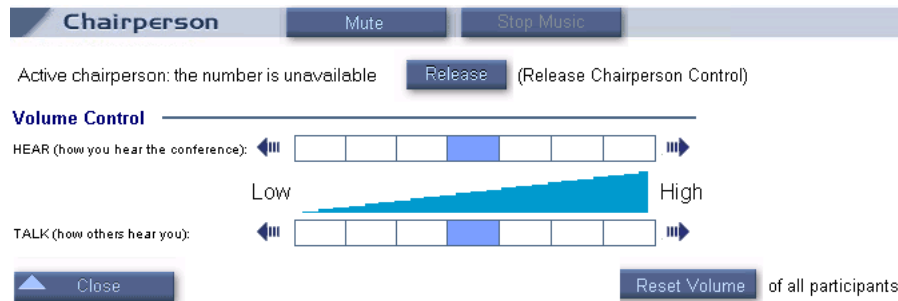 Chairperson Mute Stop Music
Active chairperson: the number is unavailable Release (Release Chairperson Control)
Volume Control
HEAR (how you hear the conference):
Low High
TALK (how others hear you):
Close Reset Volume of all participants